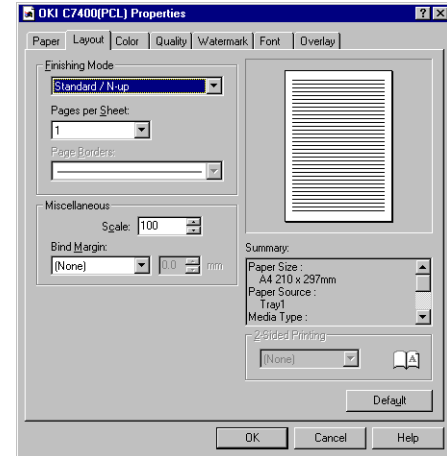 OKI C7400(PCL) Properties
Paper Layout Color Quality Watermark Font Overlay
Finishing Mode
Standard / N-up
Pages per Sheet:
1
Page Borders:
Miscellaneous
Scale: 100
Bind Margin:
(None) 0.0 mm
Summary:
Paper Size :
A4 210 x 297mm
Paper Source :
Tray1
Media Type :
2-Sided Printing
(None)
A
Default
OK Cancel Help